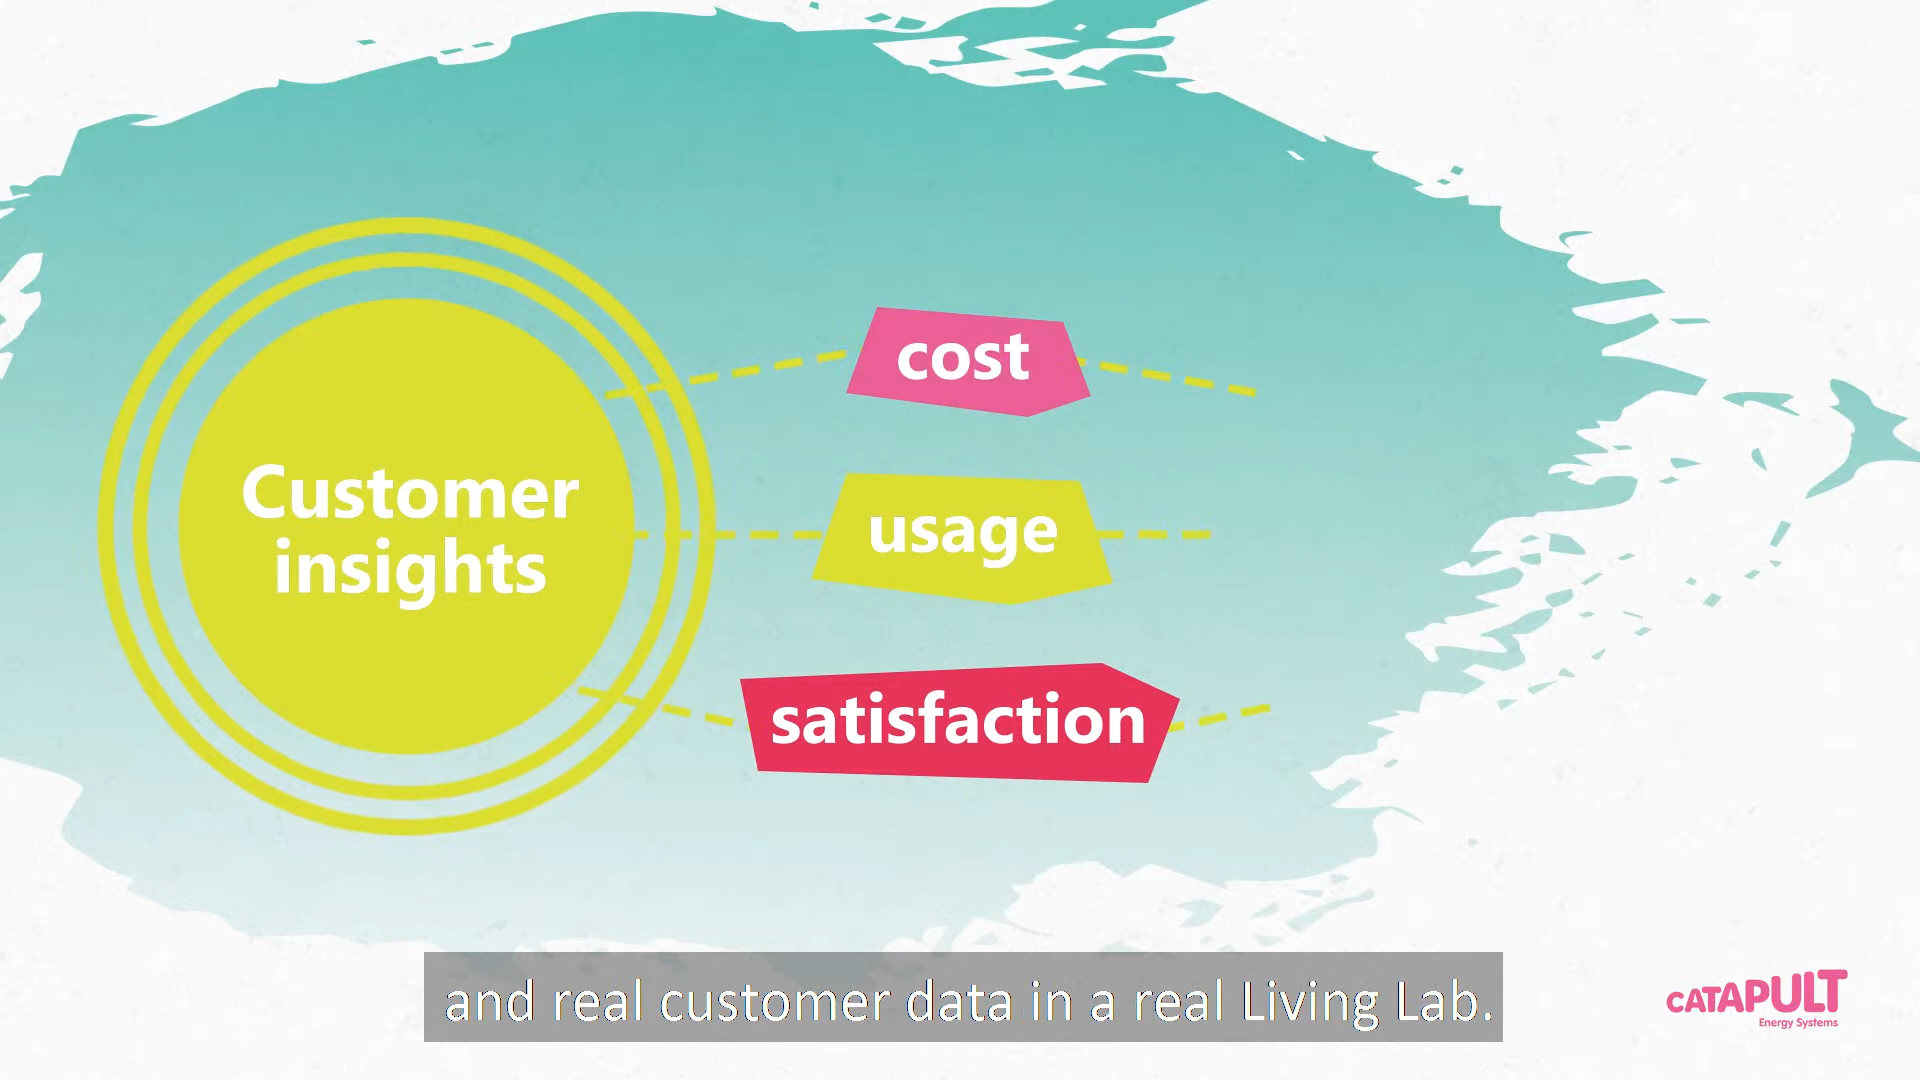 Customer
insights
cost
usage
satisfaction
and real customer data in a real Living Lab.
CATAPULT
Energy Systems